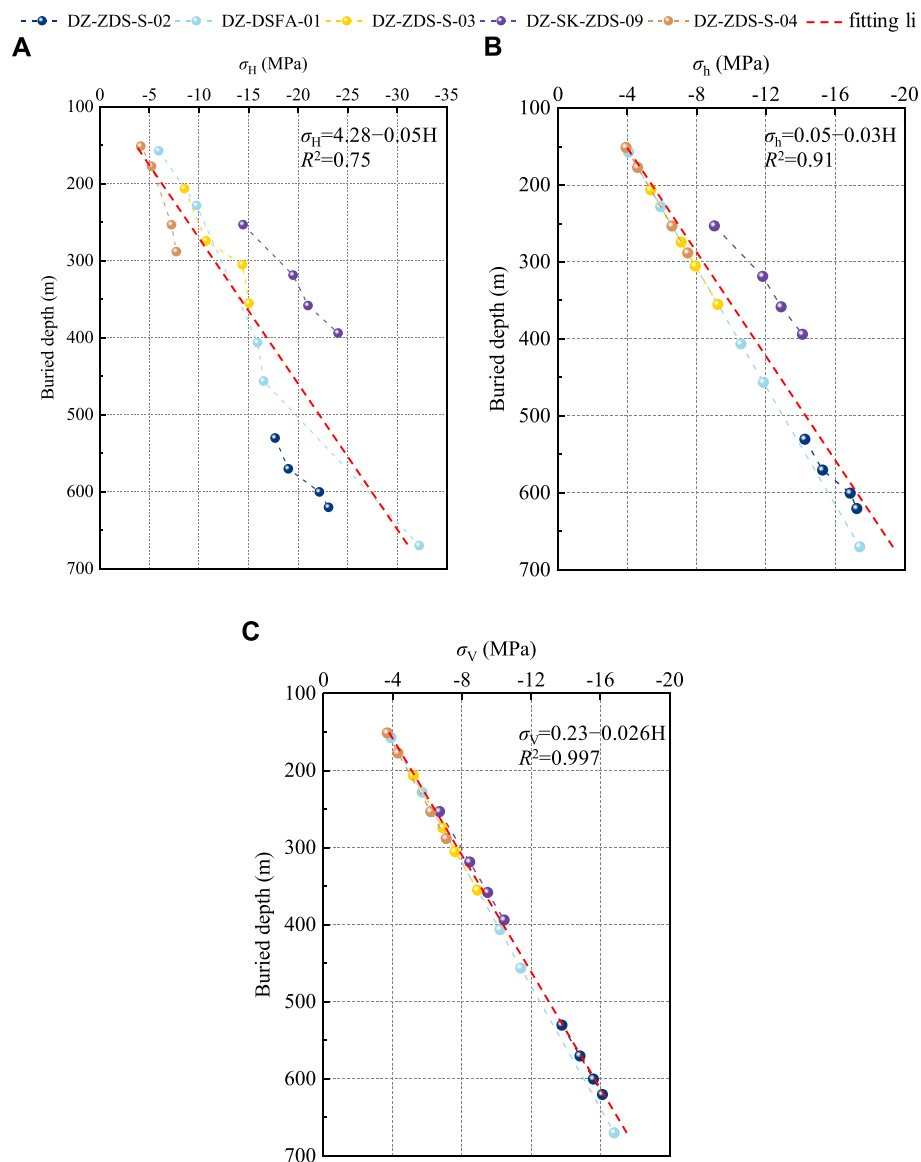 DZ-ZDS-S-02 DZ-DSFA-01 DZ-ZDS-S-03 DZ-SK-ZDS-09 DZ-ZDS-S-04 fitting li
A
σH (MPa)
0 -5 -10 -15 -20 -25 -30 -35
100
200
300
400
500
600
700
Buried depth (m)
σH=4.28−0.05H
R²=0.75
B
σh (MPa)
0 -4 -8 -12 -16 -20
100
200
300
400
500
600
700
Buried depth (m)
σh=0.05−0.03H
R²=0.91
C
σV (MPa)
0 -4 -8 -12 -16 -20
100
200
300
400
500
600
700
Buried depth (m)
σV=0.23−0.026H
R²=0.997